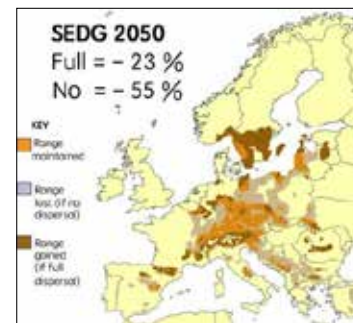 SEDG 2050
Full = – 23 %
No = – 55 %
KEY
Range
maintained
Range
lost (if no
dispersal)
Range
gained
(if full
dispersal)